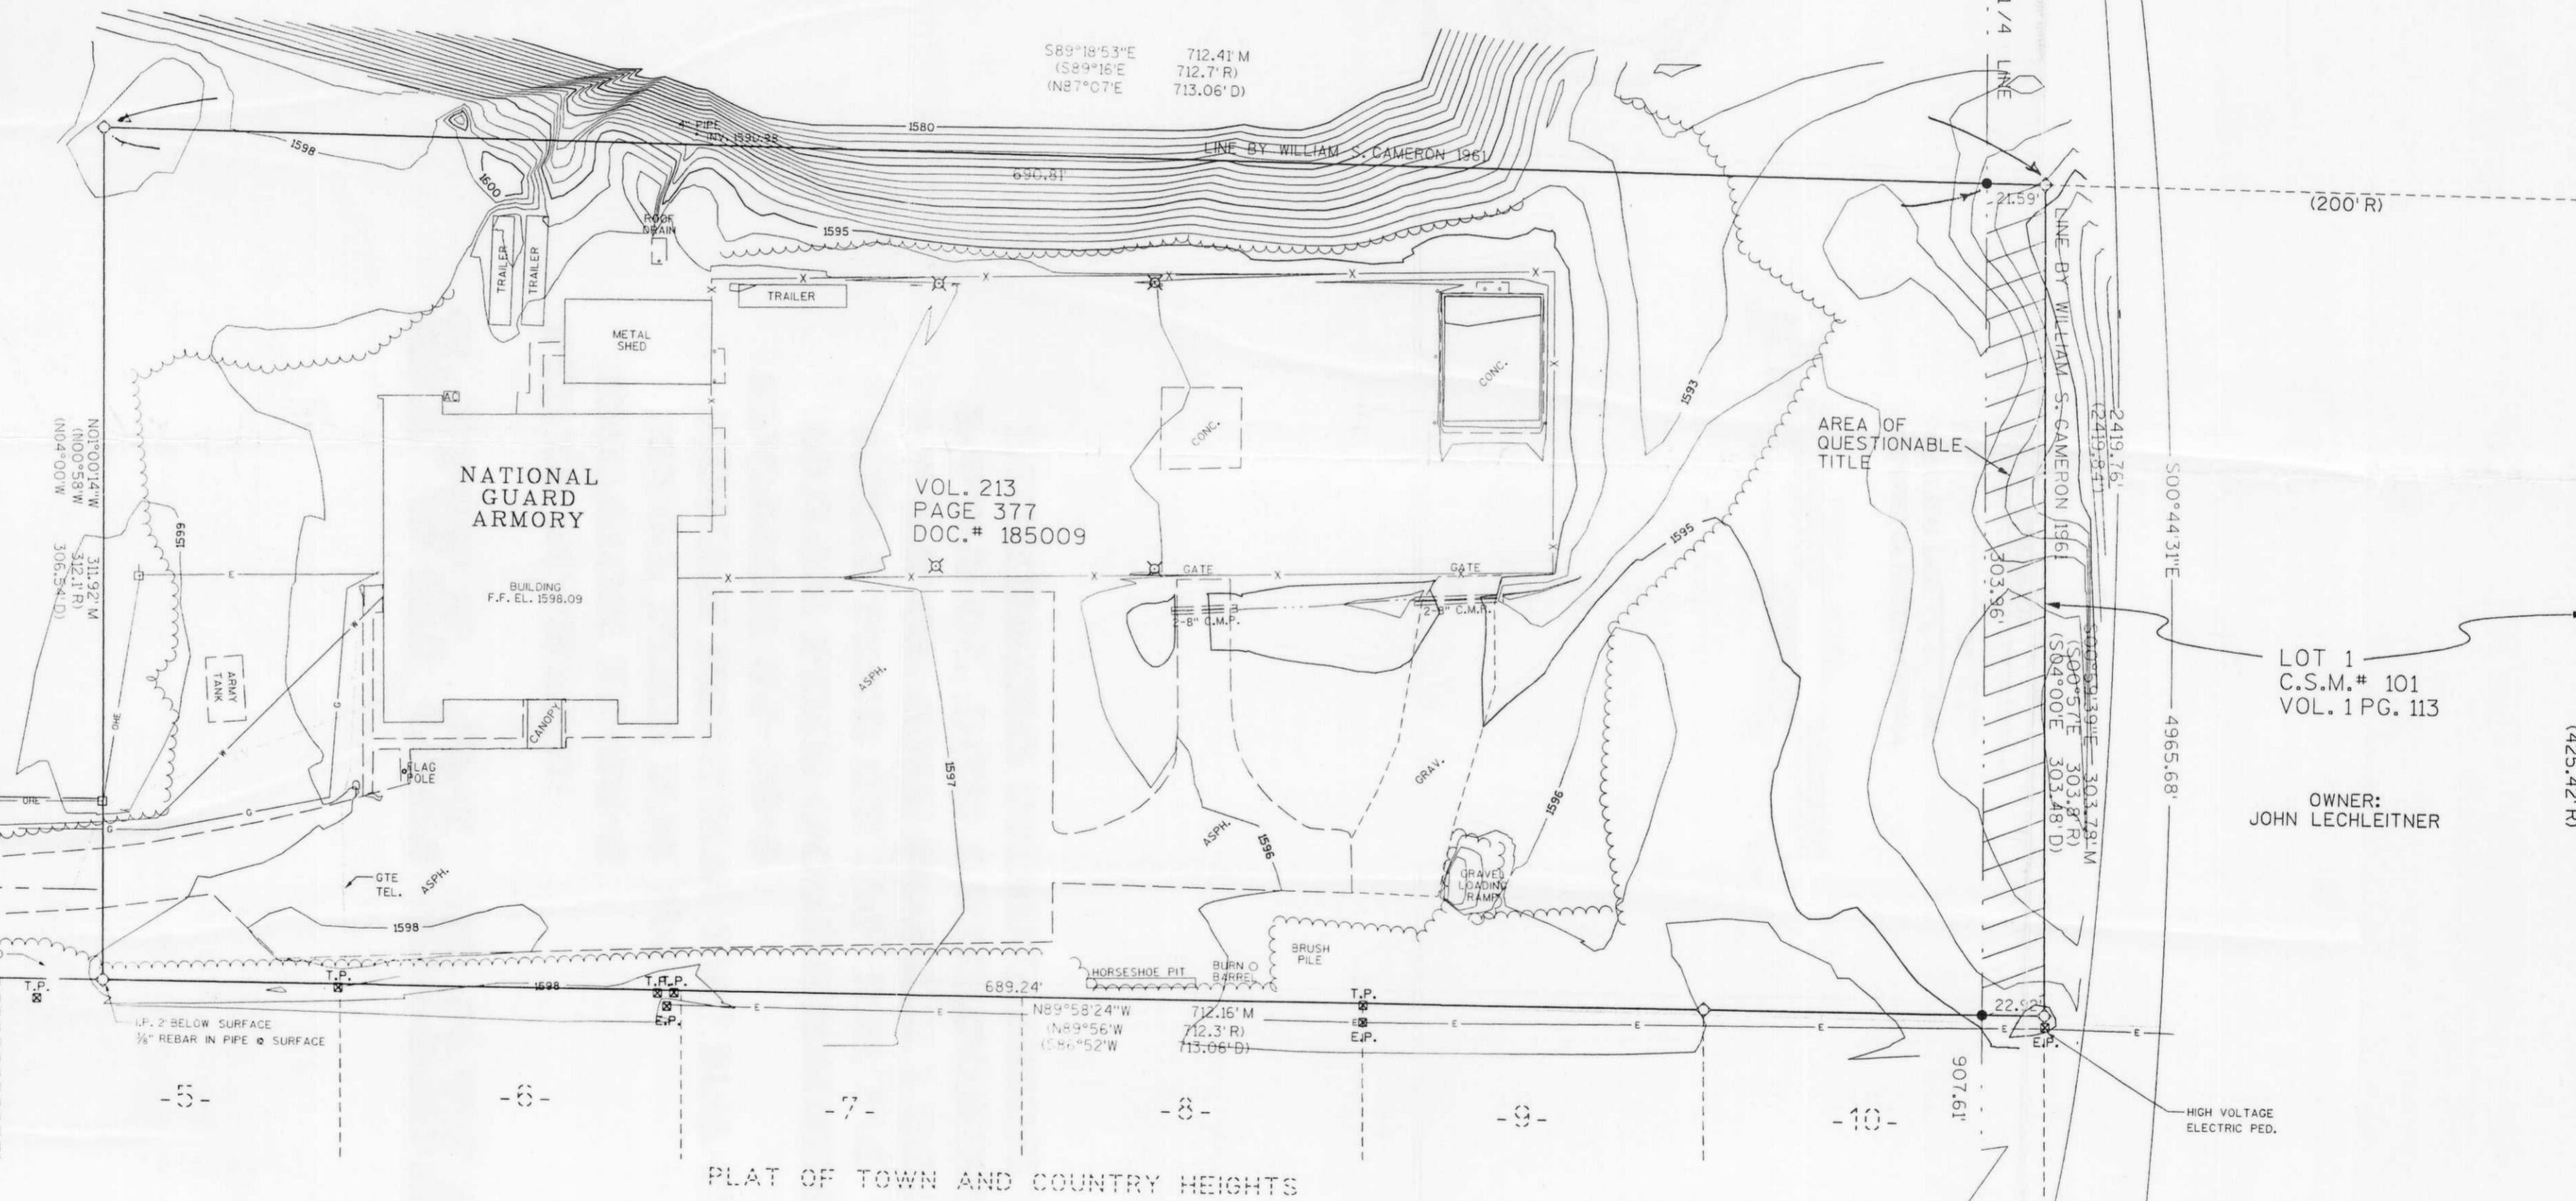 S89°18'53"E 712.41' M
(S89°16'E 712.7' R)
(N87°07'E 713.06' D)
1/4 LINE
1598
1600
4" PIPE
INV. 1590.88
1580
LINE BY WILLIAM S. CAMERON 1961
690.81'
21.59'
(200' R)
ROOF
DRAIN
1595
TRAILER
TRAILER
TRAILER
METAL
SHED
AC
CONC.
CONC.
1593
AREA OF
QUESTIONABLE
TITLE
LINE BY WILLIAM S. CAMERON 1961
2419.76'
(2419.84')
S00°44'31"E
4965.68'
N01°00'14"W 311.92' M
(N00°58'W 312.1' R)
(N04°00'W 306.54' D)
1599
NATIONAL
GUARD
ARMORY
BUILDING
F.F. EL. 1598.09
VOL. 213
PAGE 377
DOC.# 185009
GATE
GATE
2-8" C.M.P.
2-8" C.M.P.
1595
303.96'
S00°59'39"E 303.78' M
(S00°57'E 303.8' R)
(S04°00'E 303.48' D)
LOT 1
C.S.M.# 101
VOL. 1 PG. 113
OWNER:
JOHN LECHLEITNER
(425.42' R)
E
ARMY
TANK
OHE
OHE
W
W
G
G
G
CANOPY
FLAG
POLE
ASPH.
1597
GRAV.
1596
ASPH.
1596
GTE
TEL.
ASPH.
1598
GRAVEL
LOADING
RAMP
BRUSH
PILE
BURN
BARREL
HORSESHOE PIT
T.P.
T.P.
T.P. T.P.
E.P.
1598
689.24'
N89°58'24"W 712.16' M
(N89°56'W 712.3' R)
(S86°52'W 713.06' D)
T.P.
E.P.
22.92'
E.P.
907.61'
I.P. 2' BELOW SURFACE
⅝" REBAR IN PIPE @ SURFACE
HIGH VOLTAGE
ELECTRIC PED.
-5- -6- -7- -8- -9- -10-
PLAT OF TOWN AND COUNTRY HEIGHTS